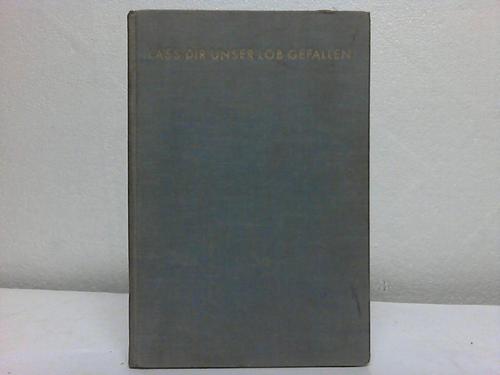 LASS DIR UNSER LOB GEFALLEN